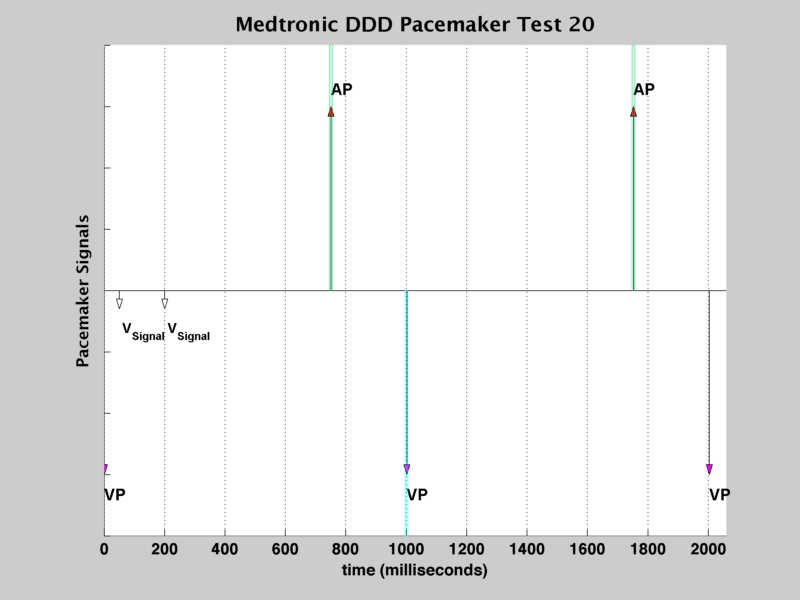 Medtronic DDD Pacemaker Test 20
AP AP
Pacemaker Signals
VSignal VSignal
VP VP VP
0 200 400 600 800 1000 1200 1400 1600 1800 2000
time (milliseconds)